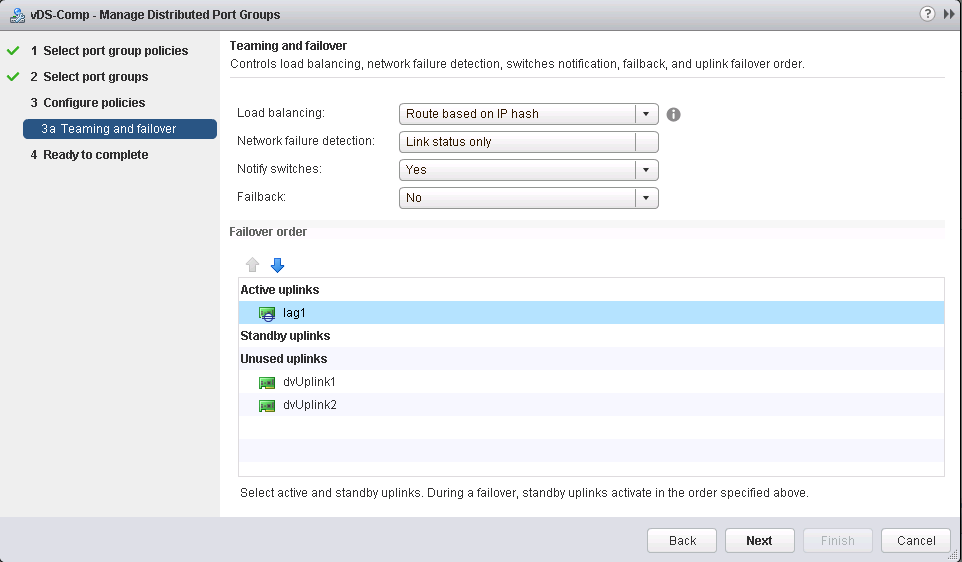 vDS-Comp - Manage Distributed Port Groups
?
1 Select port group policies
2 Select port groups
3 Configure policies
3a Teaming and failover
4 Ready to complete
Teaming and failover
Controls load balancing, network failure detection, switches notification, failback, and uplink failover order.
Load balancing: Route based on IP hash
Network failure detection: Link status only
Notify switches: Yes
Failback: No
Failover order
Active uplinks
lag1
Standby uplinks
Unused uplinks
dvUplink1
dvUplink2
Select active and standby uplinks. During a failover, standby uplinks activate in the order specified above.
Back Next Finish Cancel